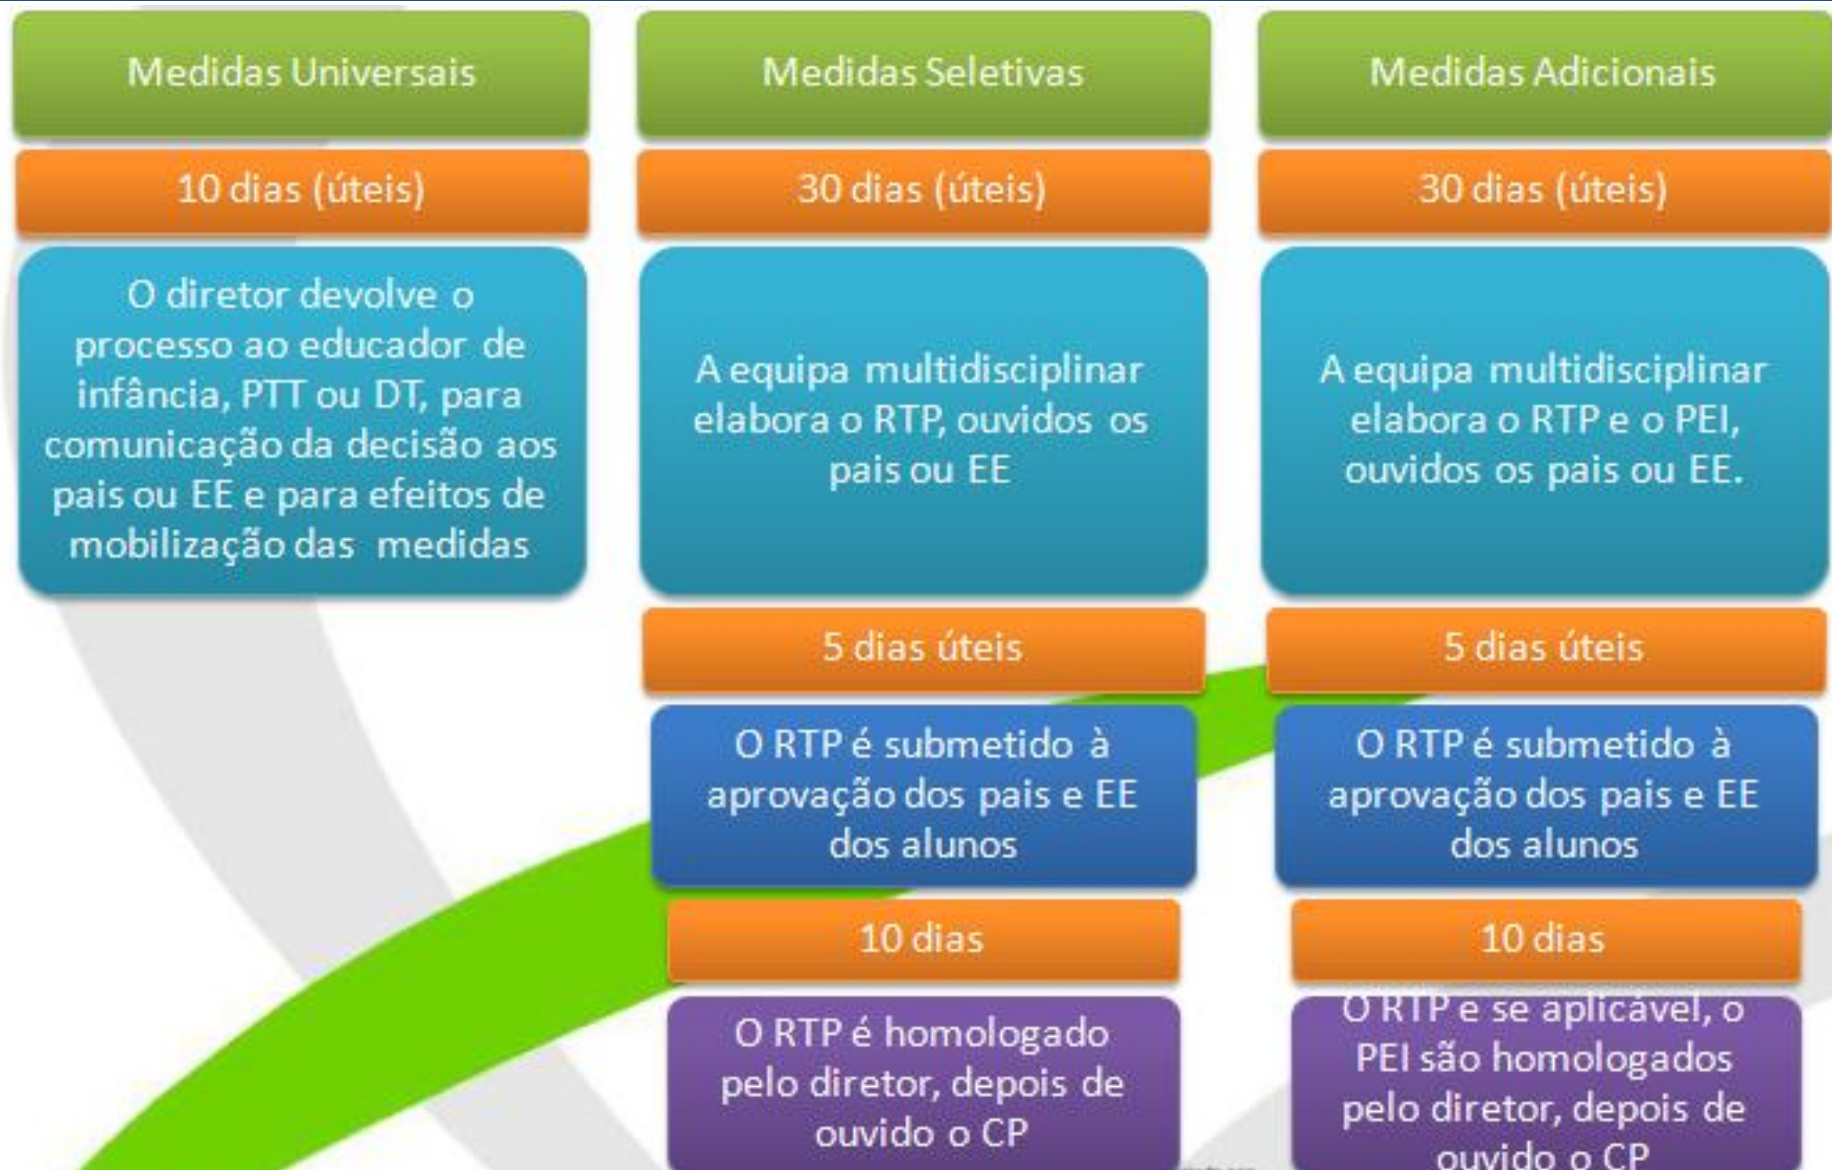 Medidas Universais
10 dias (úteis)
O diretor devolve o
processo ao educador de
infância, PTT ou DT, para
comunicação da decisão aos
pais ou EE e para efeitos de
mobilização das medidas
Medidas Seletivas
30 dias (úteis)
A equipa multidisciplinar
elabora o RTP, ouvidos os
pais ou EE
5 dias úteis
O RTP é submetido à
aprovação dos pais e EE
dos alunos
10 dias
O RTP é homologado
pelo diretor, depois de
ouvido o CP
Medidas Adicionais
30 dias (úteis)
A equipa multidisciplinar
elabora o RTP e o PEI,
ouvidos os pais ou EE.
5 dias úteis
O RTP é submetido à
aprovação dos pais e EE
dos alunos
10 dias
O RTP e se aplicável, o
PEI são homologados
pelo diretor, depois de
ouvido o CP